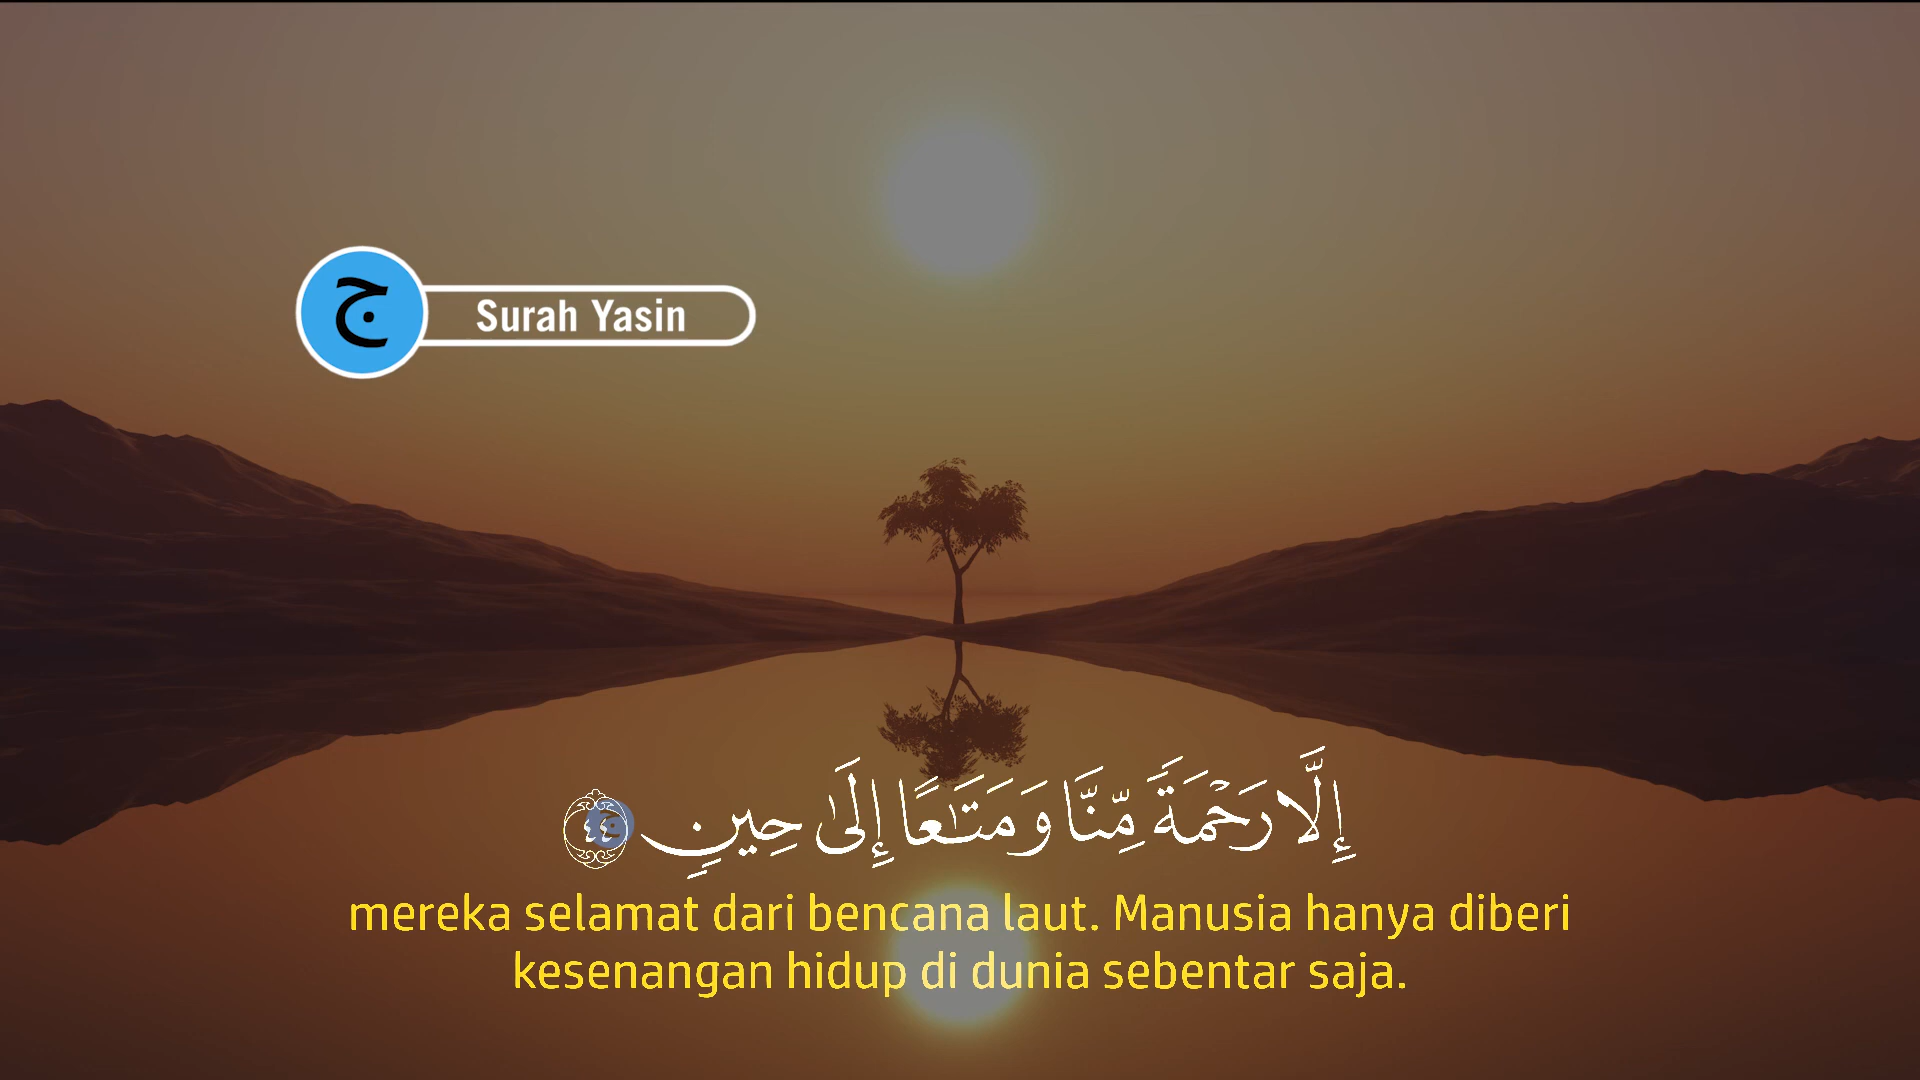 ج
Surah Yasin
إِلَّا رَحْمَةً مِّنَّا وَمَتَـٰعًا إِلَىٰ حِينٍ ٤٤
ج
mereka selamat dari bencana laut. Manusia hanya diberi
kesenangan hidup di dunia sebentar saja.